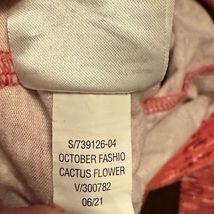 S/739126-04
OCTOBER FASHIO
CACTUS FLOWER
V/300782
06/21